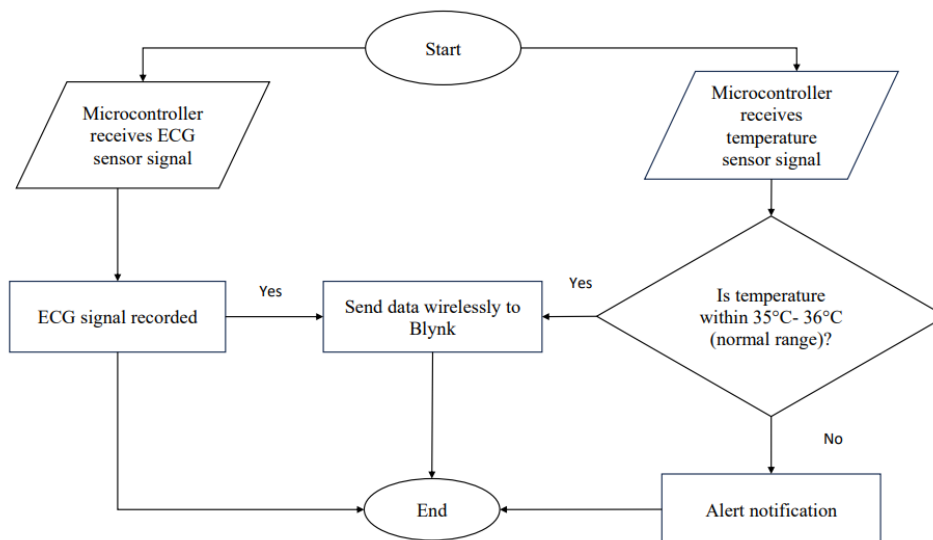 Start
Microcontroller
receives ECG
sensor signal
Microcontroller
receives
temperature
sensor signal
ECG signal recorded
Yes
Send data wirelessly to
Blynk
Yes
Is temperature
within 35°C- 36°C
(normal range)?
No
End
Alert notification